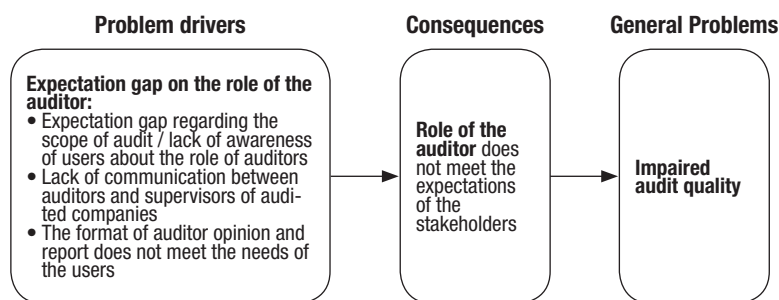 Problem drivers
Consequences
General Problems
Expectation gap on the role of the
auditor:
• Expectation gap regarding the
scope of audit / lack of awareness
of users about the role of auditors
• Lack of communication between
auditors and supervisors of audi-
ted companies
• The format of auditor opinion and
report does not meet the needs of
the users
Role of the
auditor does
not meet the
expectations
of the
stakeholders
Impaired
audit quality